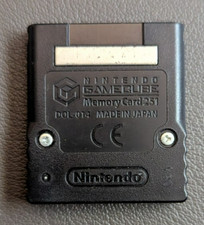 NINTENDO
GAMECUBE
Memory Card 251
DOL-014 MADE IN JAPAN
CE
Nintendo